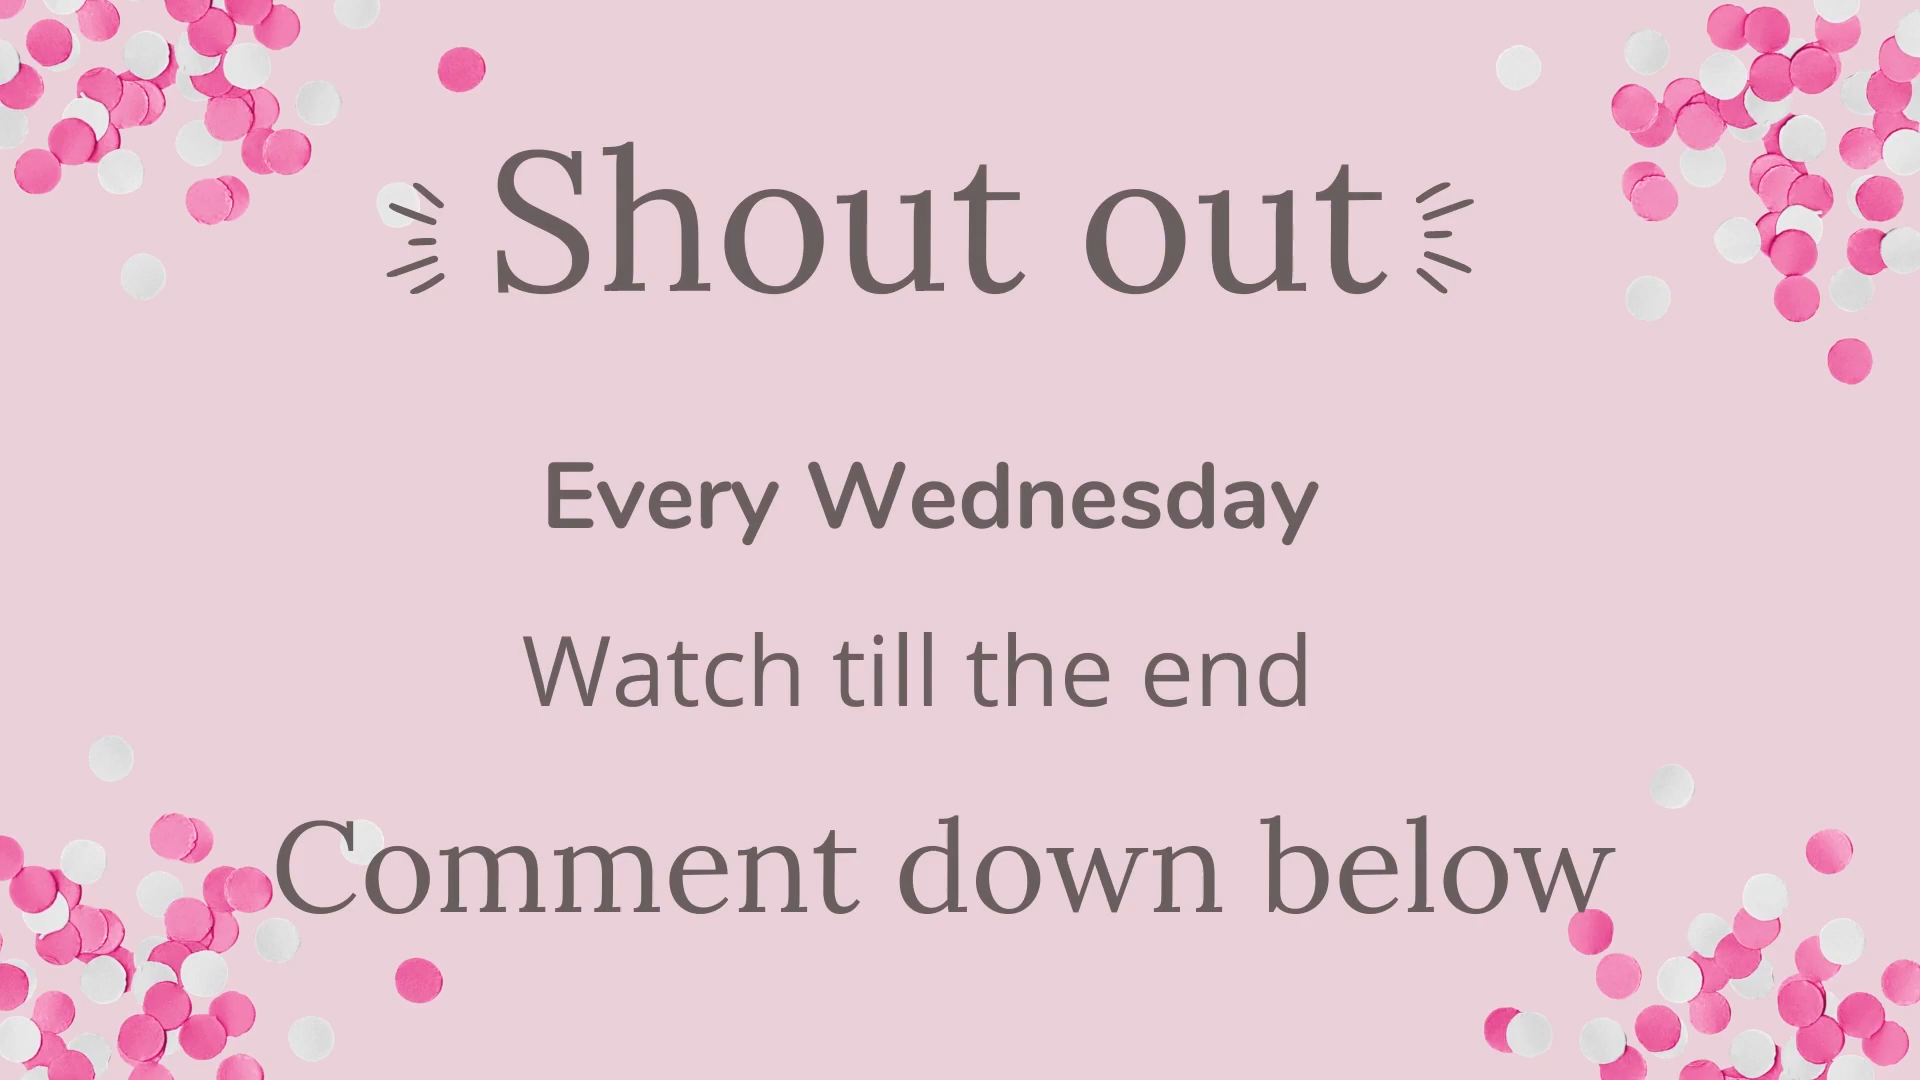 Shout out
Every Wednesday
Watch till the end
Comment down below